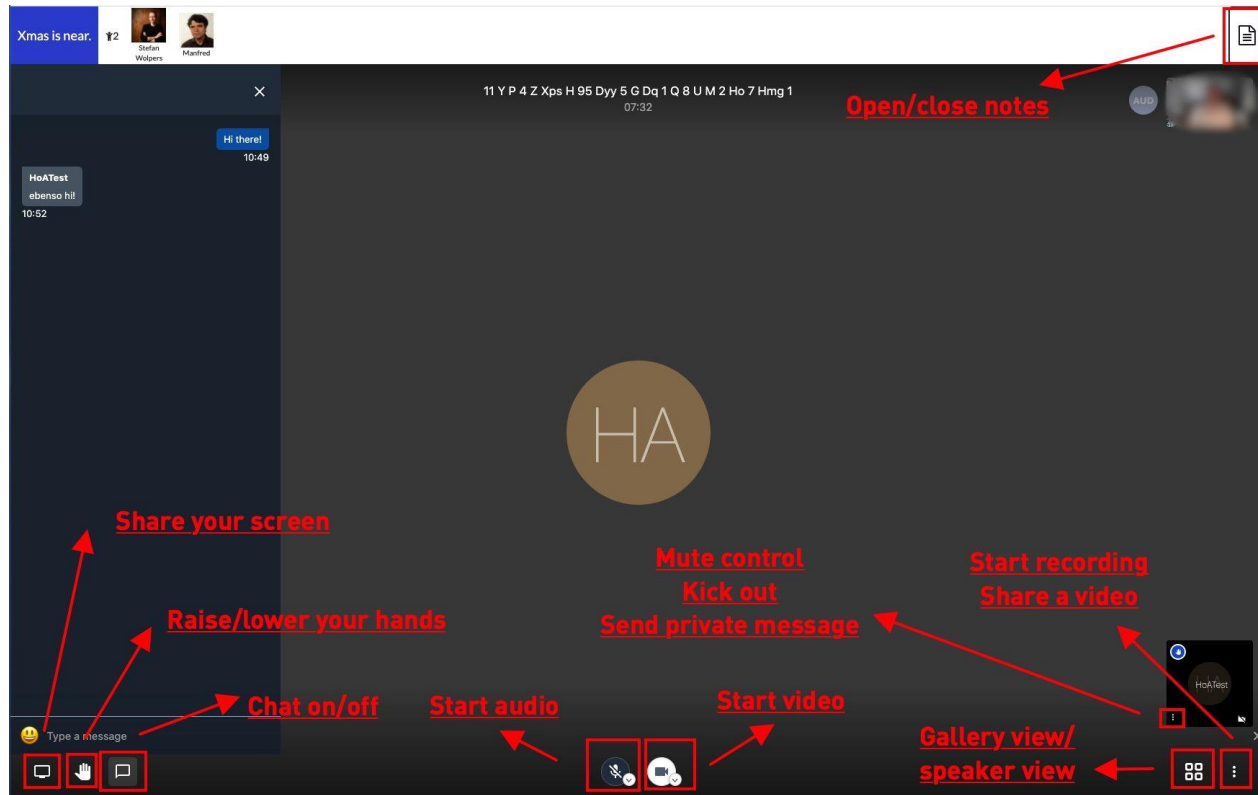 Xmas is near.
2
Stefan
Wolpers
Manfred
11 Y P 4 Z Xps H 95 Dyy 5 G Dq 1 Q 8 U M 2 Ho 7 Hmg 1
07:32
Open/close notes
AUD
Hi there!
10:49
HoATest
ebenso hi!
10:52
HA
Share your screen
Raise/lower your hands
Chat on/off
Start audio
Start video
Mute control
Kick out
Send private message
Start recording
Share a video
HoATest
Gallery view/
speaker view
Type a message